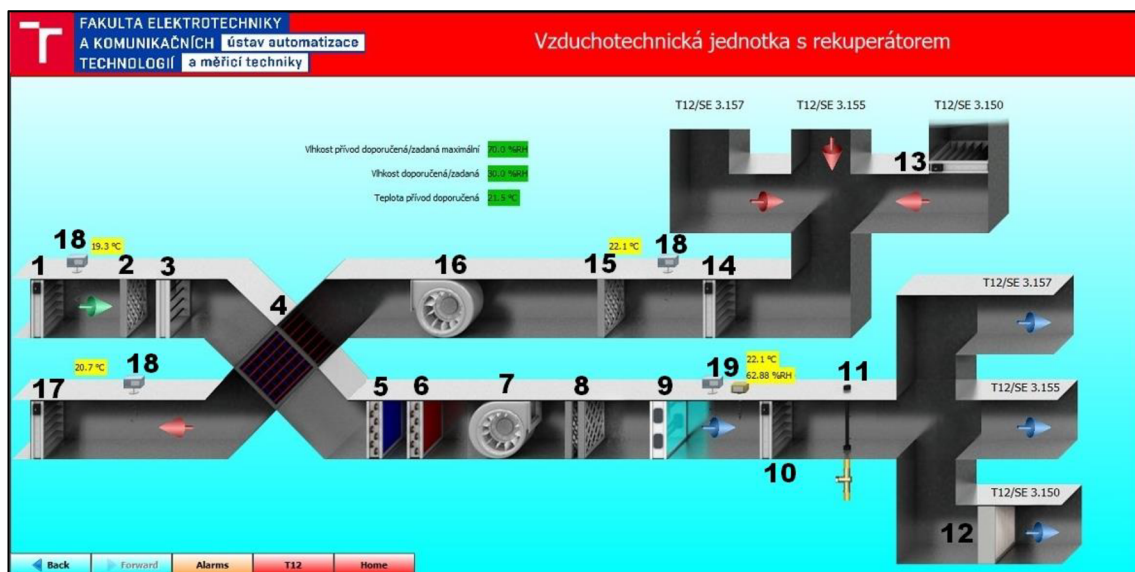 FAKULTA ELEKTROTECHNIKY
A KOMUNIKAČNÍCH ústav automatizace
TECHNOLOGIÍ a měřicí techniky
Vzduchotechnická jednotka s rekuperátorem
T12/SE 3.157 T12/SE 3.155 T12/SE 3.150
Vlhkost přívod doporučená/zadaná maximální 70.0 %RH
Vlhkost doporučená/zadaná 30.0 %RH
Teplota přívod doporučená 21.5 °C
13
18 19.3 °C 22.1 °C 18
1 2 3 16 15 14
4
T12/SE 3.157
20.7 °C 18 19 22.1 °C
62.88 %RH
17 5 6 7 8 9 11
T12/SE 3.155
10
T12/SE 3.150
12
Back Forward Alarms T12 Home